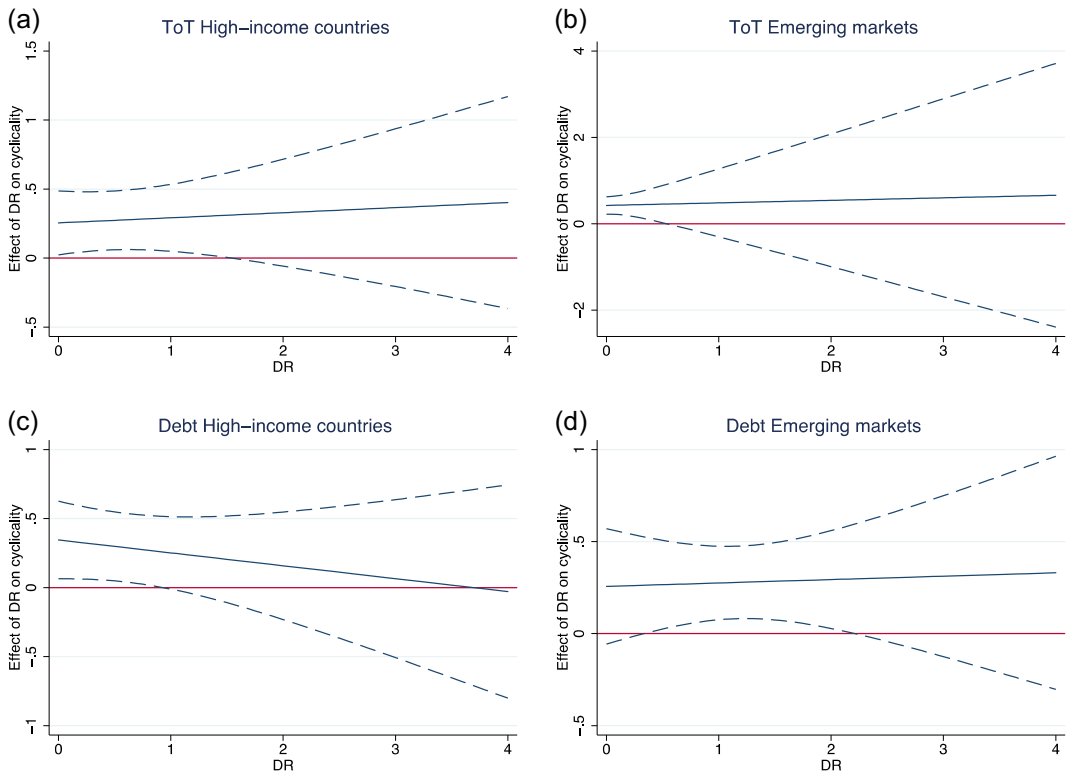 (a)
ToT High–income countries
Effect of DR on cyclicality
1.5
1
.5
0
–.5
0 1 2 3 4
DR
(b)
ToT Emerging markets
Effect of DR on cyclicality
4
2
0
–2
0 1 2 3 4
DR
(c)
Debt High–income countries
Effect of DR on cyclicality
1
.5
0
–.5
–1
0 1 2 3 4
DR
(d)
Debt Emerging markets
Effect of DR on cyclicality
1
.5
0
–.5
0 1 2 3 4
DR